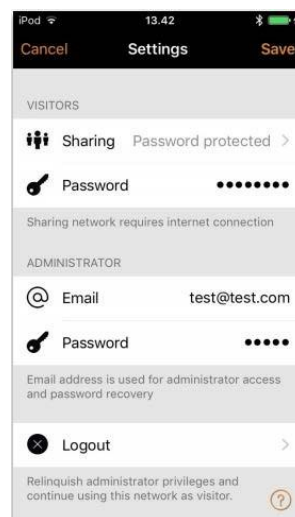 iPod 13.42
Cancel Settings Save
VISITORS
Sharing Password protected >
Password ••••••••
Sharing network requires internet connection
ADMINISTRATOR
@ Email test@test.com
Password •••••
Email address is used for administrator access
and password recovery
Logout >
Relinquish administrator privileges and
continue using this network as visitor.
?